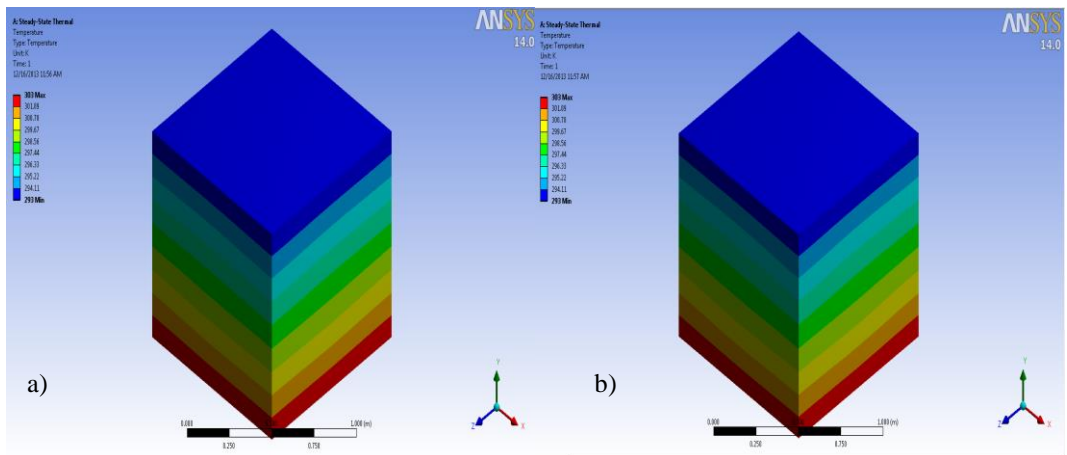 A: Steady-State Thermal
Temperature
Type: Temperature
Unit: K
Time: 1
12/16/2013 11:56 AM
303 Max
301.89
300.78
299.67
298.56
297.44
296.33
295.22
294.11
293 Min
ANSYS
14.0
a)
0.000
1.000 (m)
0.250
0.750
Y
Z
X
A: Steady-State Thermal
Temperature
Type: Temperature
Unit: K
Time: 1
12/16/2013 11:57 AM
303 Max
301.89
300.78
299.67
298.56
297.44
296.33
295.22
294.11
293 Min
ANSYS
14.0
b)
0.000
1.000 (m)
0.250
0.750
Y
Z
X